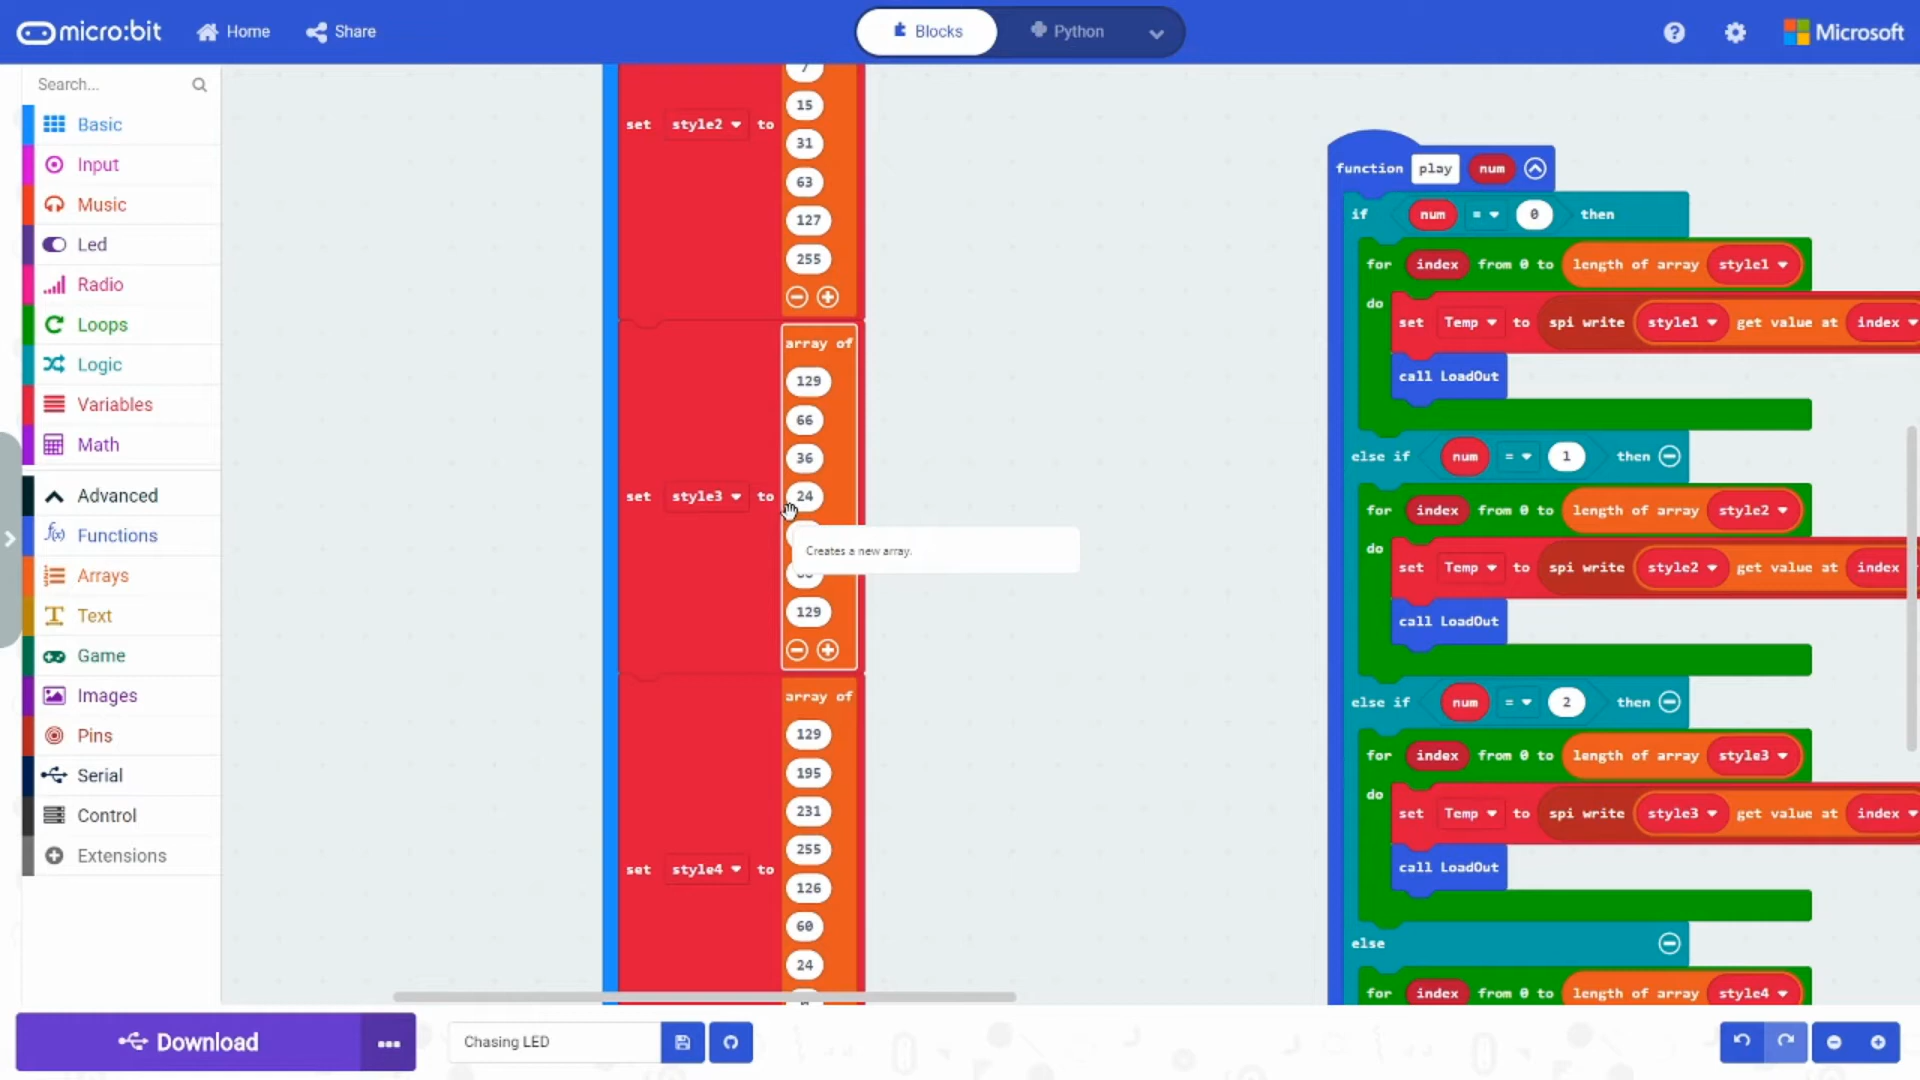 micro:bit
Home
Share
Blocks
Python
Microsoft
Search...
Basic
Input
Music
Led
Radio
Loops
Logic
Variables
Math
Advanced
Functions
Arrays
Text
Game
Images
Pins
Serial
Control
Extensions
set style2 to
15
31
63
127
255
set style3 to
array of
129
66
36
24
129
Creates a new array.
set style4 to
array of
129
195
231
255
126
60
24
function play num
if num = 0 then
for index from 0 to length of array style1
do
set Temp to spi write style1 get value at index
call LoadOut
else if num = 1 then
for index from 0 to length of array style2
do
set Temp to spi write style2 get value at index
call LoadOut
else if num = 2 then
for index from 0 to length of array style3
do
set Temp to spi write style3 get value at index
call LoadOut
else
for index from 0 to length of array style4
Download
Chasing LED